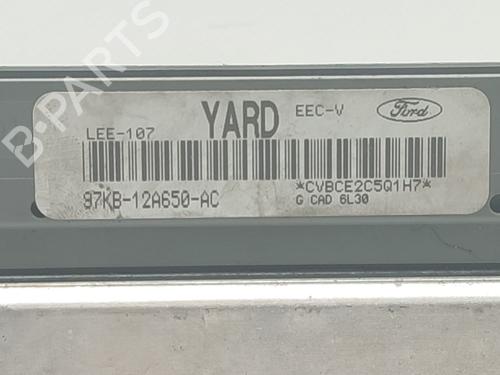 B-PARTS
LEE-107 YARD EEC-V Ford
97KB-12A650-AC *CVBCE2C5Q1H7*
G CAD 6L30